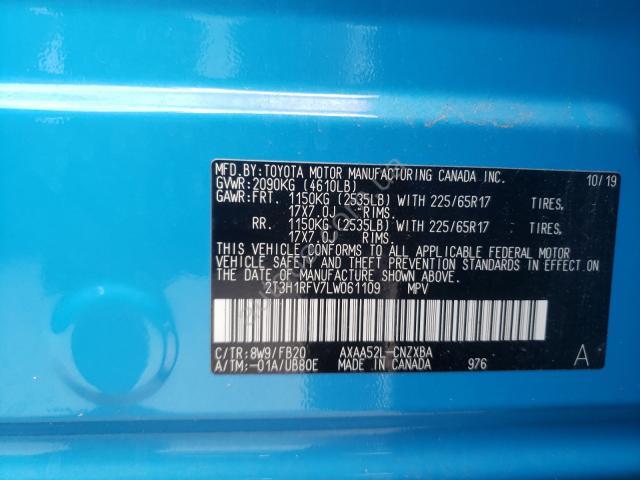 MFD.BY:TOYOTA MOTOR MANUFACTURING CANADA INC. 10/19
GVWR:2090KG (4610LB)
GAWR:FRT. 1150KG (2535LB) WITH 225/65R17 TIRES,
17X7.0J RIMS.
RR. 1150KG (2535LB) WITH 225/65R17 TIRES,
17X7.0J RIMS.
THIS VEHICLE CONFORMS TO ALL APPLICABLE FEDERAL MOTOR
VEHICLE SAFETY AND THEFT PREVENTION STANDARDS IN EFFECT
ON THE DATE OF MANUFACTURE SHOWN ABOVE.
2T3H1RFV7LW061109 MPV
C/TR:8W9/FB20 AXAA52L-CNZXBA A
A/TM:-01A/UB80E MADE IN CANADA 976